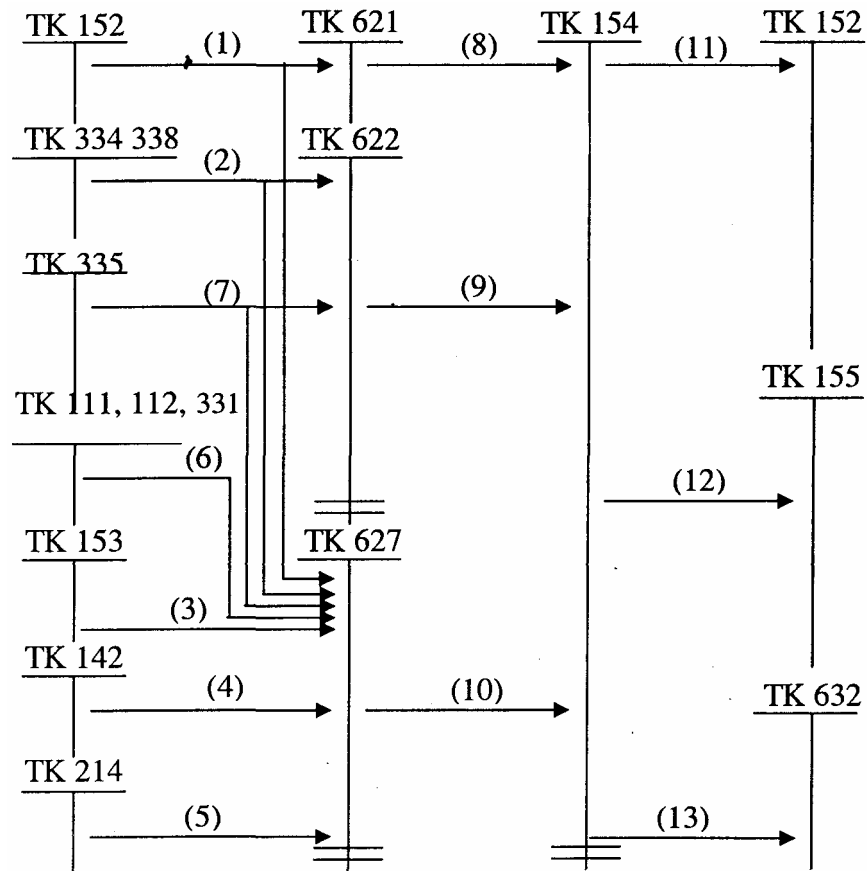 TK 152 (1) TK 621 (8) TK 154 (11) TK 152
TK 334 338 (2) TK 622
TK 335 (7) (9)
TK 111, 112, 331 TK 155
(6) (12)
TK 153 TK 627
(3)
TK 142 (4) (10) TK 632
TK 214
(5) (13)